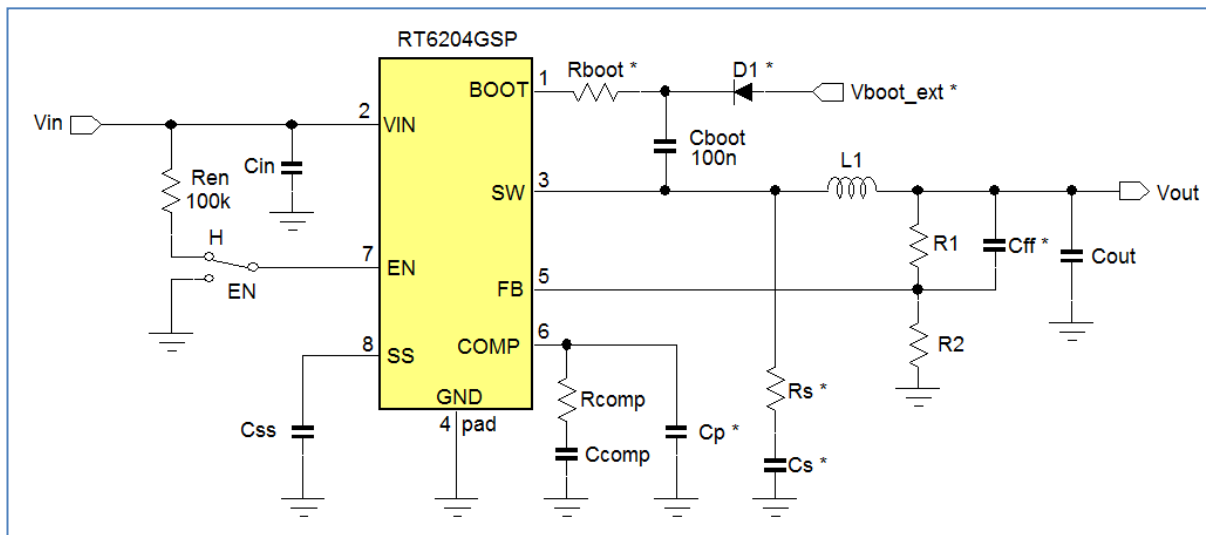 RT6204GSP
Rboot *
D1 *
1
BOOT
Vboot_ext *
Vin
2
VIN
Cboot
100n
Cin
Ren
100k
L1
SW
3
Vout
H
7
EN
R1
Cff *
Cout
EN
FB
5
6
COMP
8
SS
R2
Rcomp
Rs *
GND
4
pad
Css
Cp *
Ccomp
Cs *